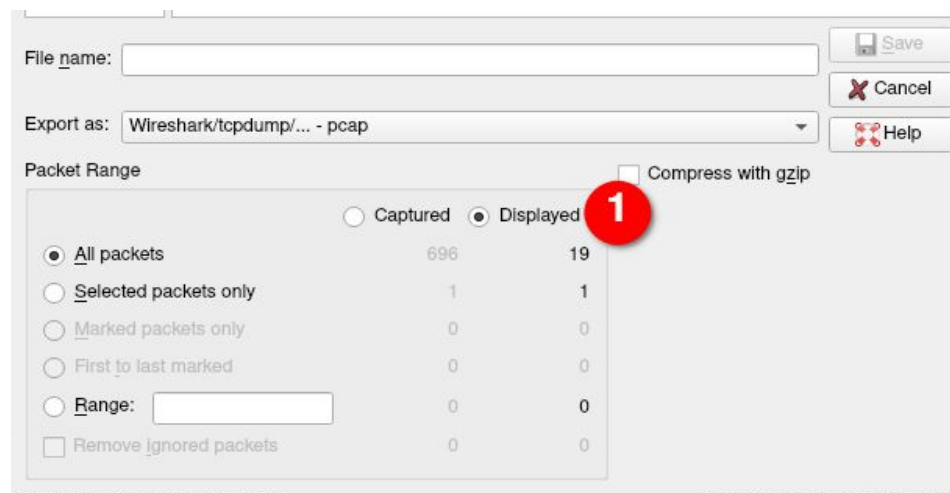 File name:
Save
Cancel
Export as: Wireshark/tcpdump/... - pcap
Help
Packet Range
Compress with gzip
Captured Displayed 1
All packets 696 19
Selected packets only 1 1
Marked packets only 0 0
First to last marked 0 0
Range: 0 0
Remove ignored packets 0 0